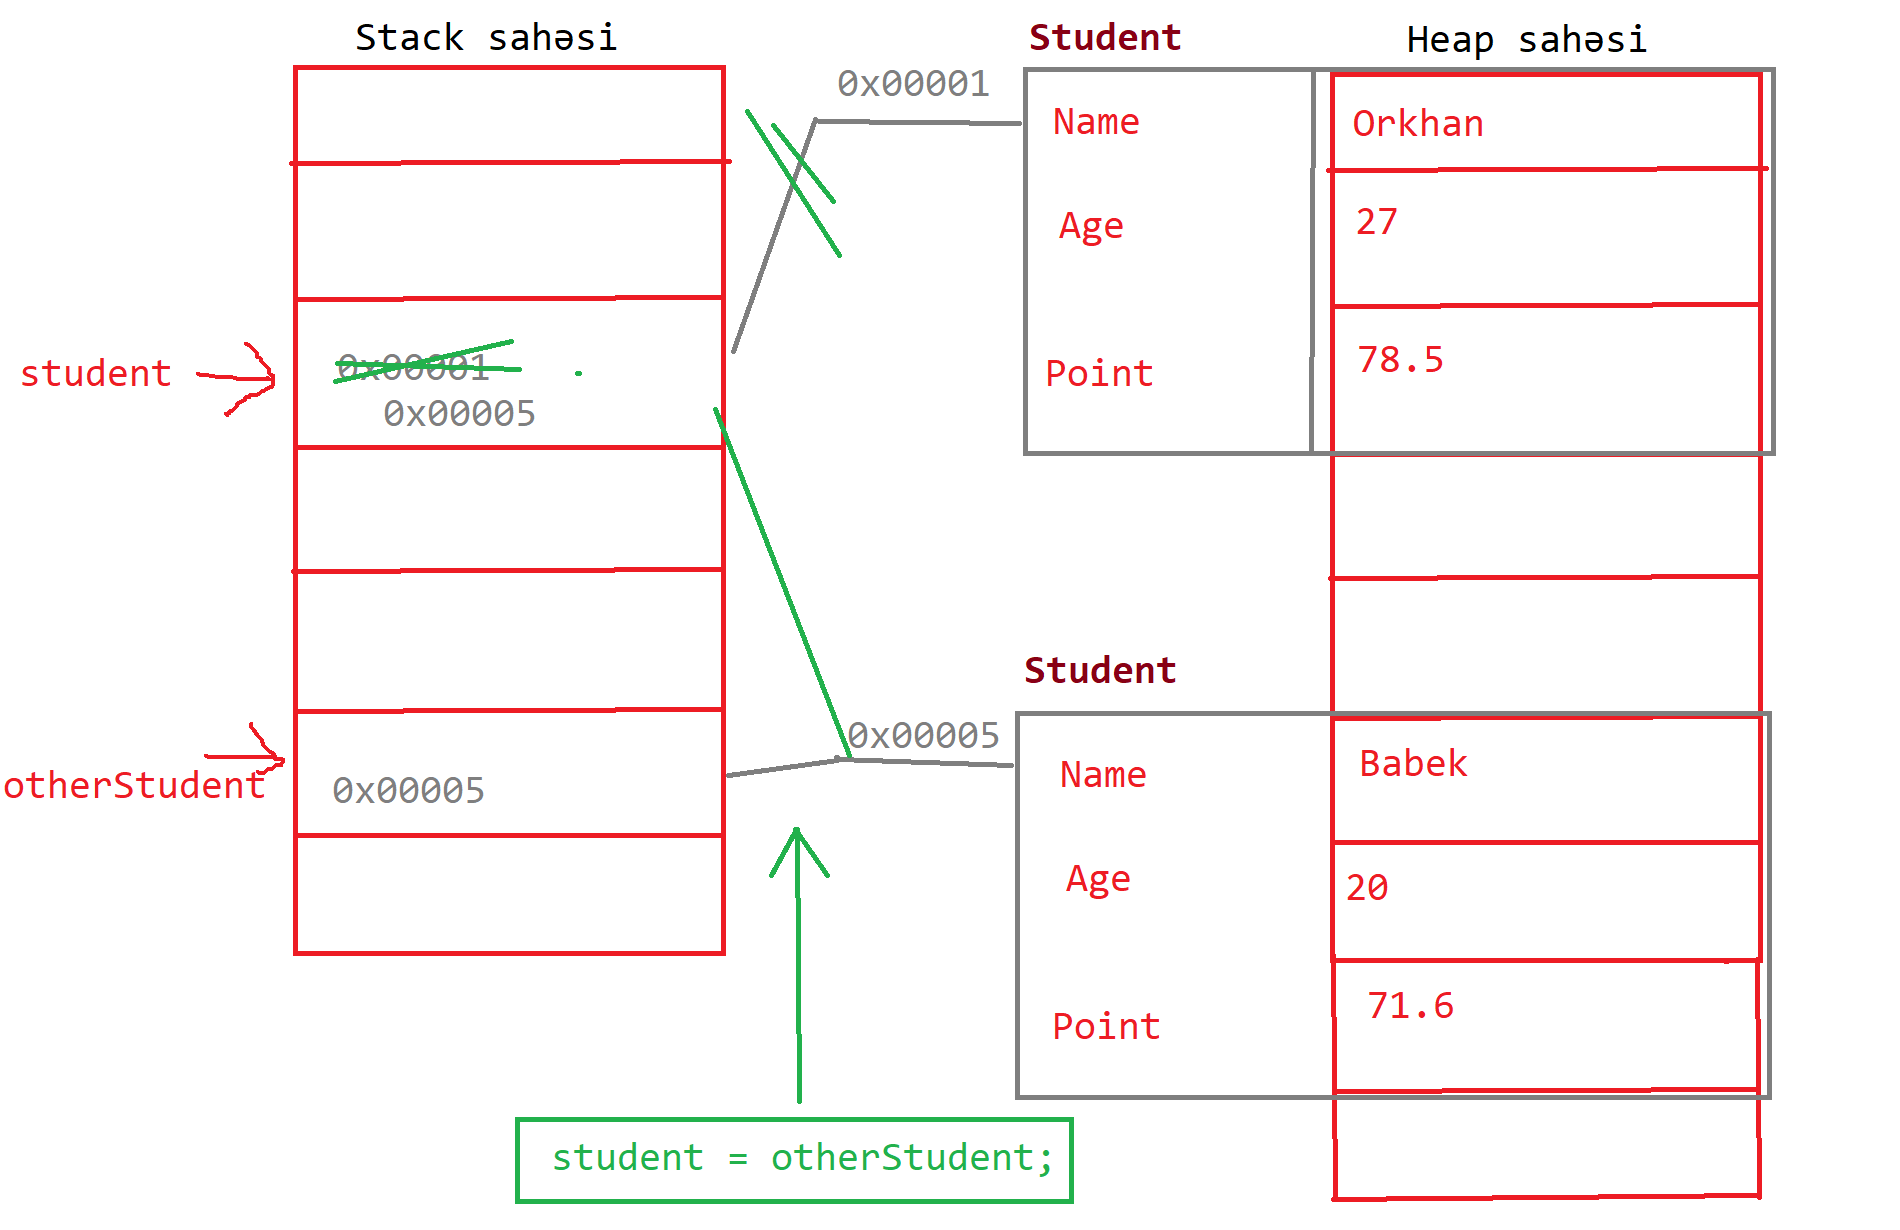 Stack sahəsi
Student
Heap sahəsi
0x00001
Name
Orkhan
Age
27
Point
78.5
student
0x00001
0x00005
Student
otherStudent
0x00005
0x00005
Name
Babek
Age
20
Point
71.6
student = otherStudent;